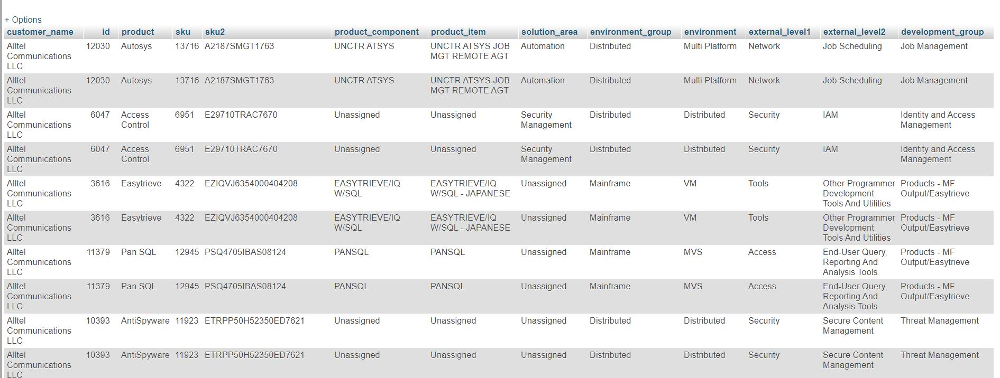 + Options
customer_name id product sku sku2 product_component product_item solution_area environment_group environment external_level1 external_level2 development_group
Alltel 12030 Autosys 13716 A2187SMGT1763 UNCTR ATSYS UNCTR ATSYS JOB Automation Distributed Multi Platform Network Job Scheduling Job Management
Communications MGT REMOTE AGT
LLC
Alltel 12030 Autosys 13716 A2187SMGT1763 UNCTR ATSYS UNCTR ATSYS JOB Automation Distributed Multi Platform Network Job Scheduling Job Management
Communications MGT REMOTE AGT
LLC
Alltel 6047 Access 6951 E29710TRAC7670 Unassigned Unassigned Security Distributed Distributed Security IAM Identity and Access
Communications Control Management Management
LLC
Alltel 6047 Access 6951 E29710TRAC7670 Unassigned Unassigned Security Distributed Distributed Security IAM Identity and Access
Communications Control Management Management
LLC
Alltel 3616 Easytrieve 4322 EZIQVJ6354000404208 EASYTRIEVE/IQ EASYTRIEVE/IQ Unassigned Mainframe VM Tools Other Programmer Products - MF
Communications W/SQL W/SQL - JAPANESE Development Output/Easytrieve
LLC Tools And Utilities
Alltel 3616 Easytrieve 4322 EZIQVJ6354000404208 EASYTRIEVE/IQ EASYTRIEVE/IQ Unassigned Mainframe VM Tools Other Programmer Products - MF
Communications W/SQL W/SQL - JAPANESE Development Output/Easytrieve
LLC Tools And Utilities
Alltel 11379 Pan SQL 12945 PSQ4705IBAS08124 PANSQL PANSQL Unassigned Mainframe MVS Access End-User Query, Products - MF
Communications Reporting And Output/Easytrieve
LLC Analysis Tools
Alltel 11379 Pan SQL 12945 PSQ4705IBAS08124 PANSQL PANSQL Unassigned Mainframe MVS Access End-User Query, Products - MF
Communications Reporting And Output/Easytrieve
LLC Analysis Tools
Alltel 10393 AntiSpyware 11923 ETRPP50H52350ED7621 Unassigned Unassigned Unassigned Distributed Distributed Security Secure Content Threat Management
Communications Management
LLC
Alltel 10393 AntiSpyware 11923 ETRPP50H52350ED7621 Unassigned Unassigned Unassigned Distributed Distributed Security Secure Content Threat Management
Communications Management
LLC